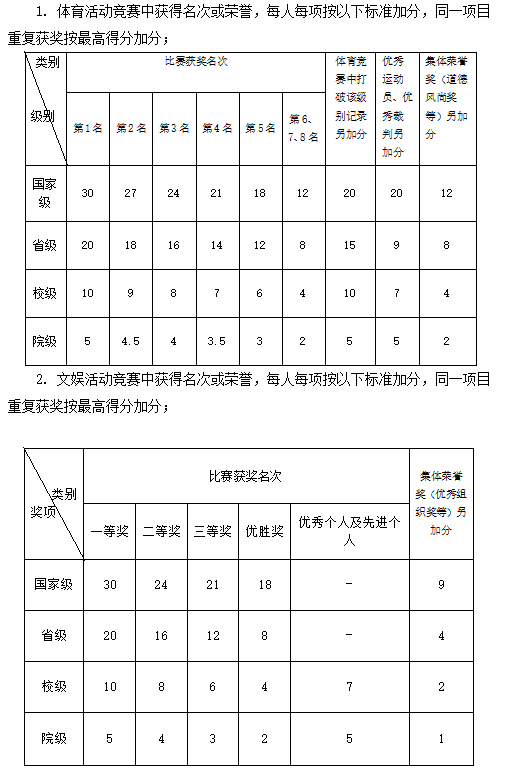 1. 体育活动竞赛中获得名次或荣誉，每人每项按以下标准加分，同一项目
重复获奖按最高得分加分；
类别 级别 比赛获奖名次 体育竞赛中打破该级别记录另加分 优秀运动员、优秀裁判另加分 集体荣誉奖（道德风尚奖等）另加分
第1名 第2名 第3名 第4名 第5名 第6、7、8名
国家级 30 27 24 21 18 12 20 20 12
省级 20 18 16 14 12 8 15 9 8
校级 10 9 8 7 6 4 10 7 4
院级 5 4.5 4 3.5 3 2 5 5 2
2. 文娱活动竞赛中获得名次或荣誉，每人每项按以下标准加分，同一项目
重复获奖按最高得分加分；
类别 奖项 比赛获奖名次 集体荣誉奖（优秀组织奖等）另加分
一等奖 二等奖 三等奖 优胜奖 优秀个人及先进个人
国家级 30 24 21 18 － 9
省级 20 16 12 8 － 4
校级 10 8 6 4 7 2
院级 5 4 3 2 5 1